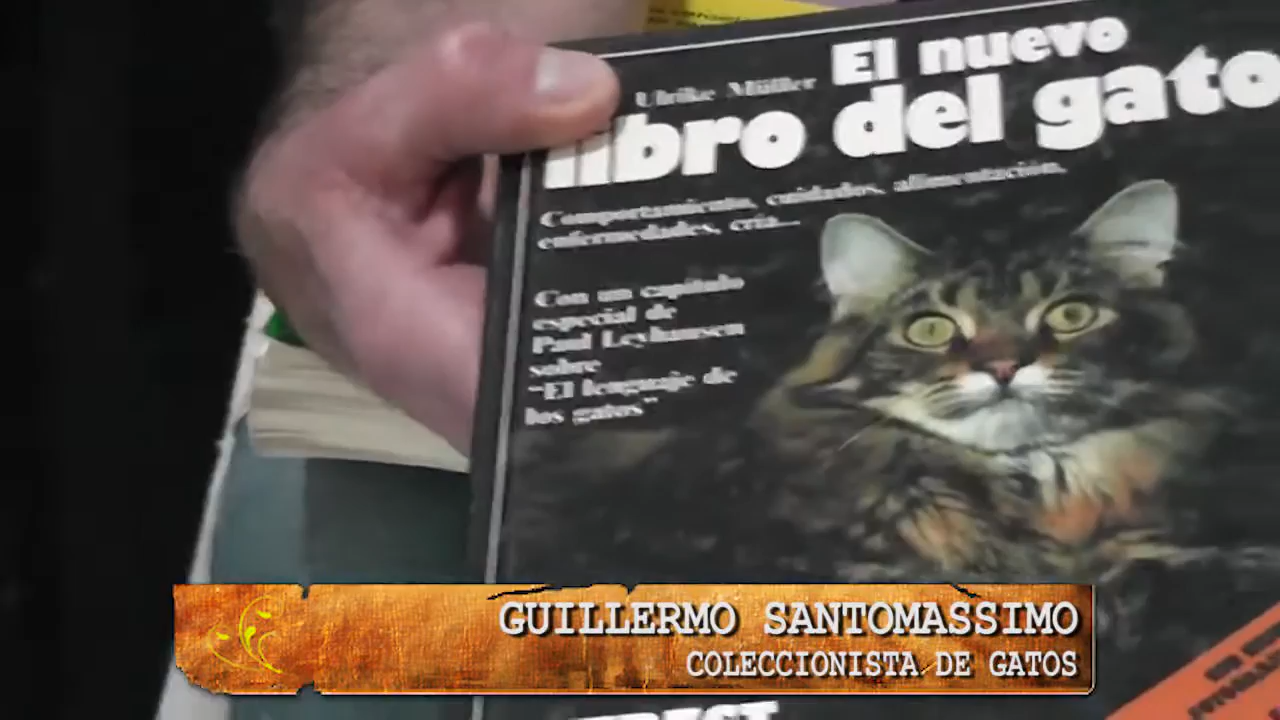 El nuevo
Ulrike Müller
libro del gato
Comportamiento, cuidados, alimentación,
enfermedades, cría...
Con un capítulo
especial de
Paul Leyhausen
sobre
"El lenguaje de
los gatos"
GUILLERMO SANTOMASSIMO
COLECCIONISTA DE GATOS